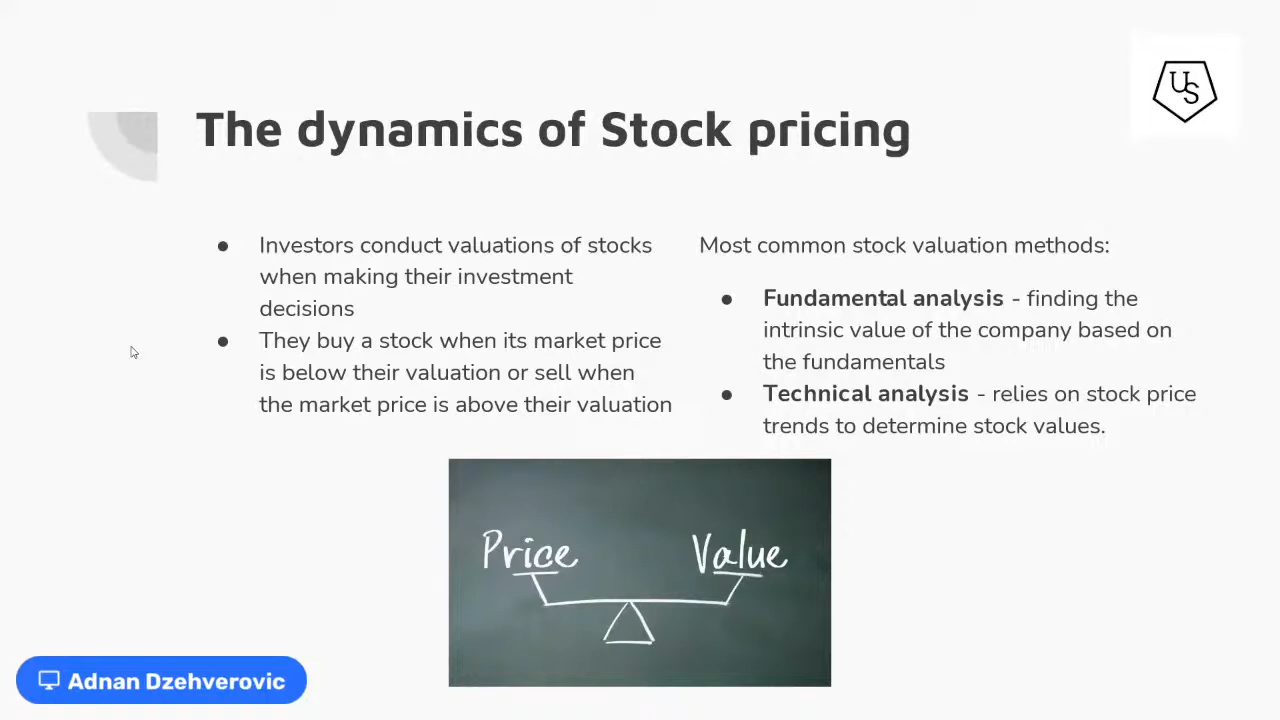 The dynamics of Stock pricing
US
● Investors conduct valuations of stocks
when making their investment
decisions
● They buy a stock when its market price
is below their valuation or sell when
the market price is above their valuation
Most common stock valuation methods:
● Fundamental analysis - finding the
intrinsic value of the company based on
the fundamentals
● Technical analysis - relies on stock price
trends to determine stock values.
Price Value
Adnan Dzehverovic